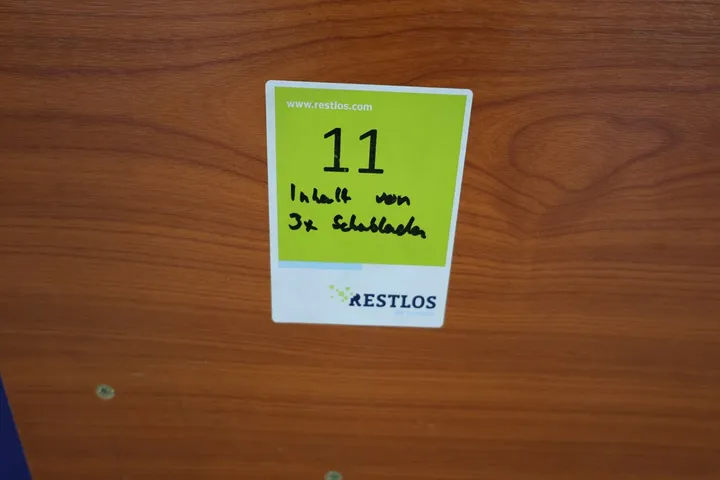 www.restlos.com
11
Inhalt von
3x Schubladen
RESTLOS